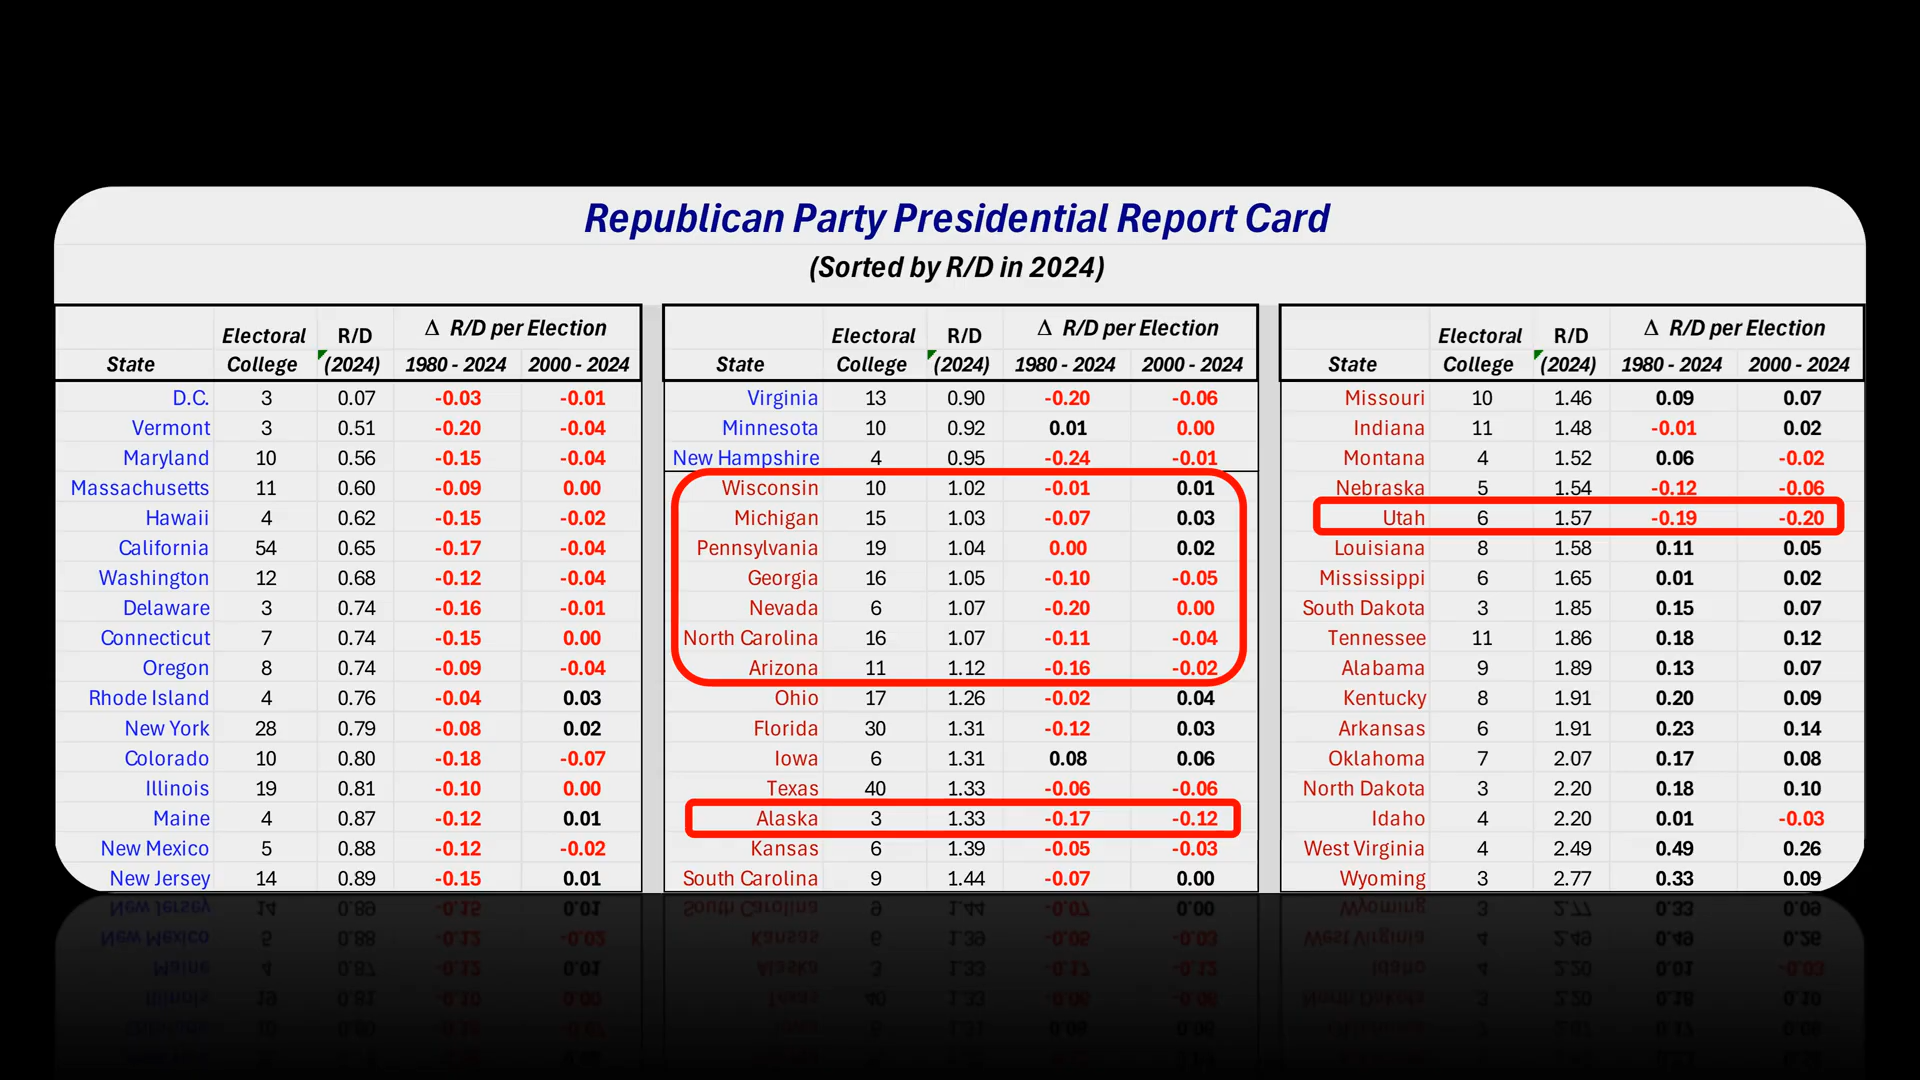 Republican Party Presidential Report Card
(Sorted by R/D in 2024)
State Electoral College R/D (2024) Δ R/D per Election 1980 - 2024 2000 - 2024
D.C. 3 0.07 -0.03 -0.01
Vermont 3 0.51 -0.20 -0.04
Maryland 10 0.56 -0.15 -0.04
Massachusetts 11 0.60 -0.09 0.00
Hawaii 4 0.62 -0.15 -0.02
California 54 0.65 -0.17 -0.04
Washington 12 0.68 -0.12 -0.04
Delaware 3 0.74 -0.16 -0.01
Connecticut 7 0.74 -0.15 0.00
Oregon 8 0.74 -0.09 -0.04
Rhode Island 4 0.76 -0.04 0.03
New York 28 0.79 -0.08 0.02
Colorado 10 0.80 -0.18 -0.07
Illinois 19 0.81 -0.10 0.00
Maine 4 0.87 -0.12 0.01
New Mexico 5 0.88 -0.12 -0.02
New Jersey 14 0.89 -0.15 0.01
State Electoral College R/D (2024) Δ R/D per Election 1980 - 2024 2000 - 2024
Virginia 13 0.90 -0.20 -0.06
Minnesota 10 0.92 0.01 0.00
New Hampshire 4 0.95 -0.24 -0.01
Wisconsin 10 1.02 -0.01 0.01
Michigan 15 1.03 -0.07 0.03
Pennsylvania 19 1.04 0.00 0.02
Georgia 16 1.05 -0.10 -0.05
Nevada 6 1.07 -0.20 0.00
North Carolina 16 1.07 -0.11 -0.04
Arizona 11 1.12 -0.16 -0.02
Ohio 17 1.26 -0.02 0.04
Florida 30 1.31 -0.12 0.03
Iowa 6 1.31 0.08 0.06
Texas 40 1.33 -0.06 -0.06
Alaska 3 1.33 -0.17 -0.12
Kansas 6 1.39 -0.05 -0.03
South Carolina 9 1.44 -0.07 0.00
State Electoral College R/D (2024) Δ R/D per Election 1980 - 2024 2000 - 2024
Missouri 10 1.46 0.09 0.07
Indiana 11 1.48 -0.01 0.02
Montana 4 1.52 0.06 -0.02
Nebraska 5 1.54 -0.12 -0.06
Utah 6 1.57 -0.19 -0.20
Louisiana 8 1.58 0.11 0.05
Mississippi 6 1.65 0.01 0.02
South Dakota 3 1.85 0.15 0.07
Tennessee 11 1.86 0.18 0.12
Alabama 9 1.89 0.13 0.07
Kentucky 8 1.91 0.20 0.09
Arkansas 6 1.91 0.23 0.14
Oklahoma 7 2.07 0.17 0.08
North Dakota 3 2.20 0.18 0.10
Idaho 4 2.20 0.01 -0.03
West Virginia 4 2.49 0.49 0.26
Wyoming 3 2.77 0.33 0.09